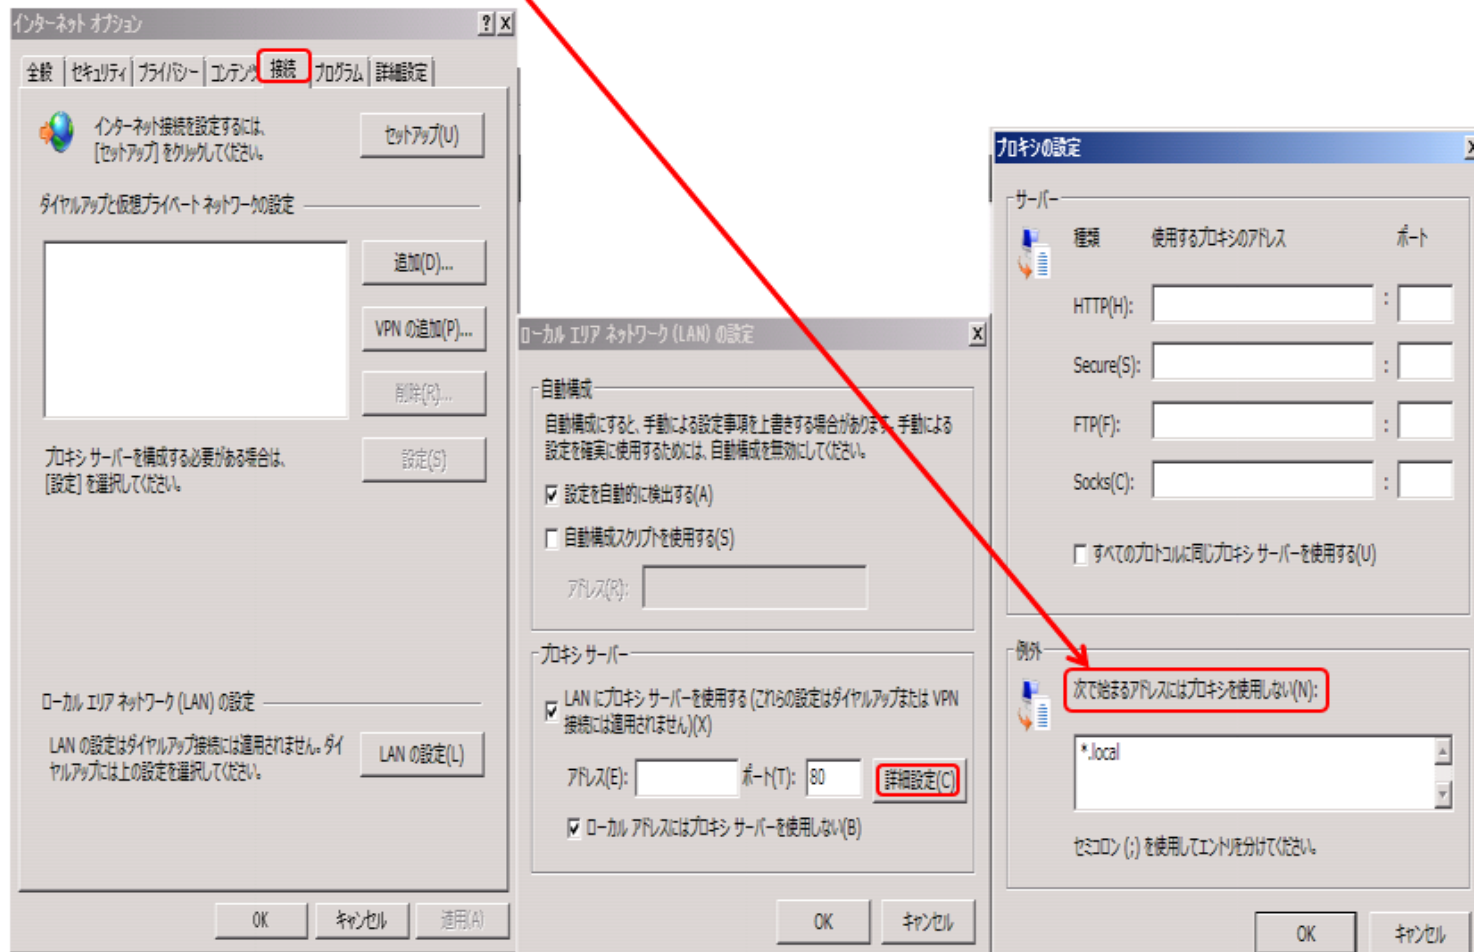 インターネット オプション
全般
セキュリティ
プライバシー
コンテンツ
接続
プログラム
詳細設定
インターネット接続を設定するには、
[セットアップ] をクリックしてください。
セットアップ(U)
ダイヤルアップと仮想プライベート ネットワークの設定
追加(D)...
VPN の追加(P)...
削除(R)...
プロキシ サーバーを構成する必要がある場合は、
[設定] を選択してください。
設定(S)
ローカル エリア ネットワーク (LAN) の設定
LAN の設定はダイヤルアップ接続には適用されません。ダイ
ヤルアップには上の設定を選択してください。
LAN の設定(L)
OK
キャンセル
適用(A)
ローカル エリア ネットワーク (LAN) の設定
自動構成
自動構成にすると、手動による設定事項を上書きする場合があります。手動による
設定を確実に使用するためには、自動構成を無効にしてください。
設定を自動的に検出する(A)
自動構成スクリプトを使用する(S)
アドレス(R):
プロキシ サーバー
LAN にプロキシ サーバーを使用する (これらの設定はダイヤルアップまたは VPN
接続には適用されません)(X)
アドレス(E):
ポート(T): 80
詳細設定(C)
ローカル アドレスにはプロキシ サーバーを使用しない(B)
OK
キャンセル
プロキシの設定
サーバー
種類
使用するプロキシのアドレス
ポート
HTTP(H):
:
Secure(S):
:
FTP(F):
:
Socks(C):
:
すべてのプロトコルに同じプロキシ サーバーを使用する(U)
例外
次で始まるアドレスにはプロキシを使用しない(N):
*.local
セミコロン (;) を使用してエントリを分けてください。
OK
キャンセル